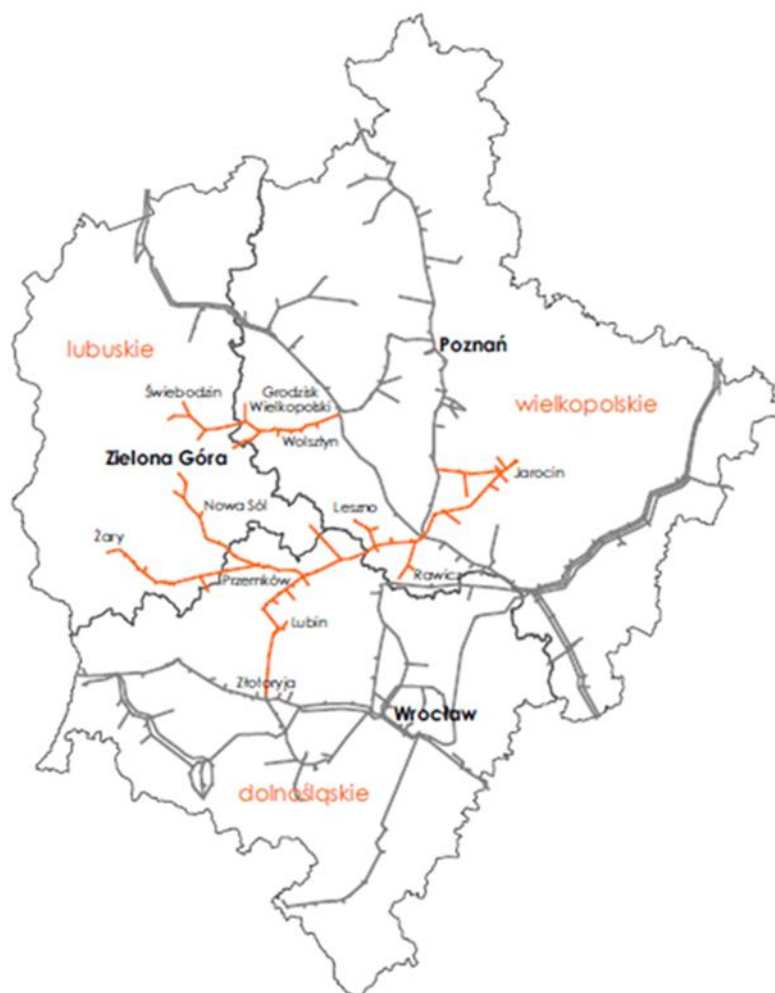 Poznań
lubuskie
Świebodzin
Grodzisk
Wielkopolski
wielkopolskie
Wolsztyn
Zielona Góra
Jarocin
Nowa Sól
Leszno
Żary
Przemków
Rawicz
Lubin
Złotoryja
Wrocław
dolnośląskie